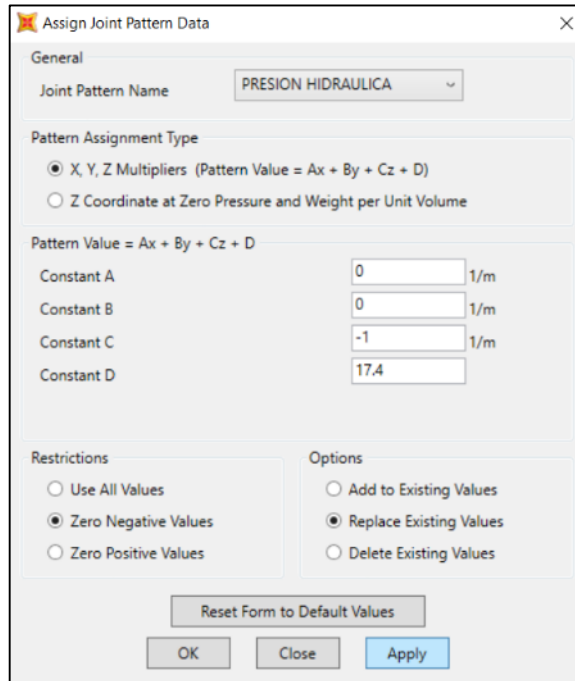 Assign Joint Pattern Data
General
Joint Pattern Name PRESION HIDRAULICA
Pattern Assignment Type
X, Y, Z Multipliers (Pattern Value = Ax + By + Cz + D)
Z Coordinate at Zero Pressure and Weight per Unit Volume
Pattern Value = Ax + By + Cz + D
Constant A 0 1/m
Constant B 0 1/m
Constant C -1 1/m
Constant D 17.4
Restrictions
Use All Values
Zero Negative Values
Zero Positive Values
Options
Add to Existing Values
Replace Existing Values
Delete Existing Values
Reset Form to Default Values
OK Close Apply